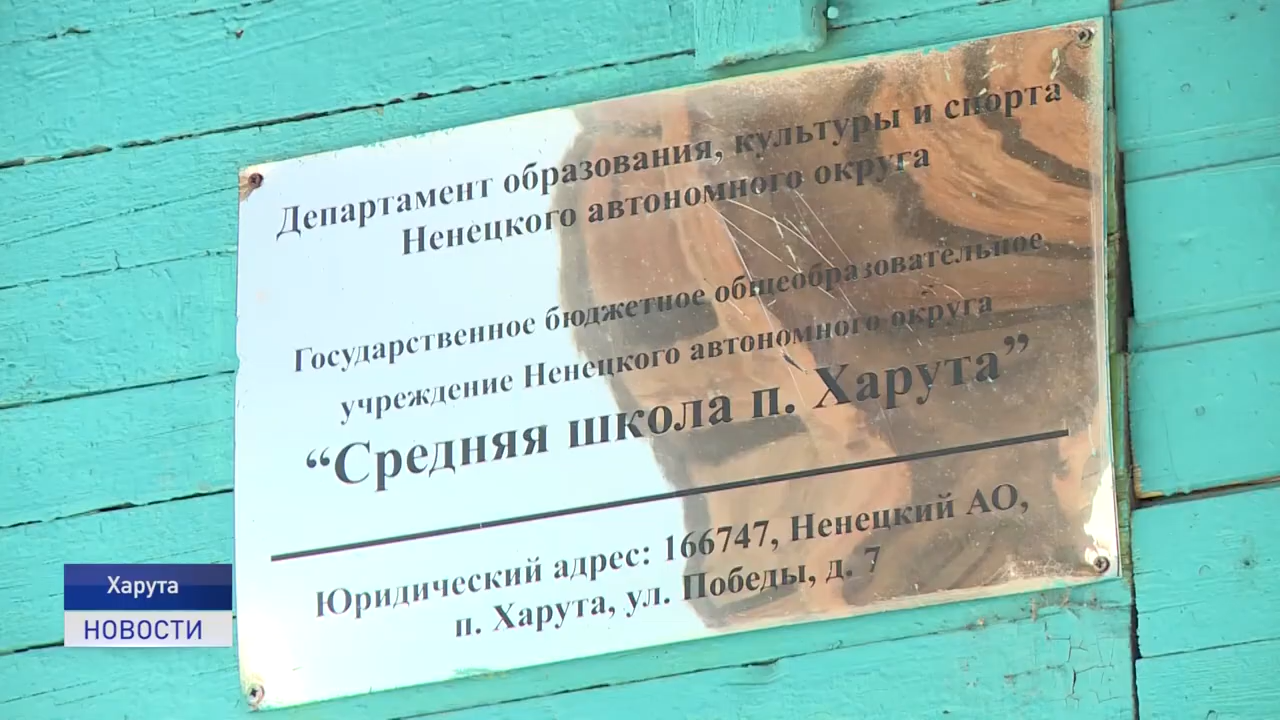 Департамент образования, культуры и спорта
Ненецкого автономного округа
Государственное бюджетное общеобразовательное
учреждение Ненецкого автономного округа
“Средняя школа п. Харута”
Юридический адрес: 166747, Ненецкий АО,
п. Харута, ул. Победы, д. 7
Харута
НОВОСТИ